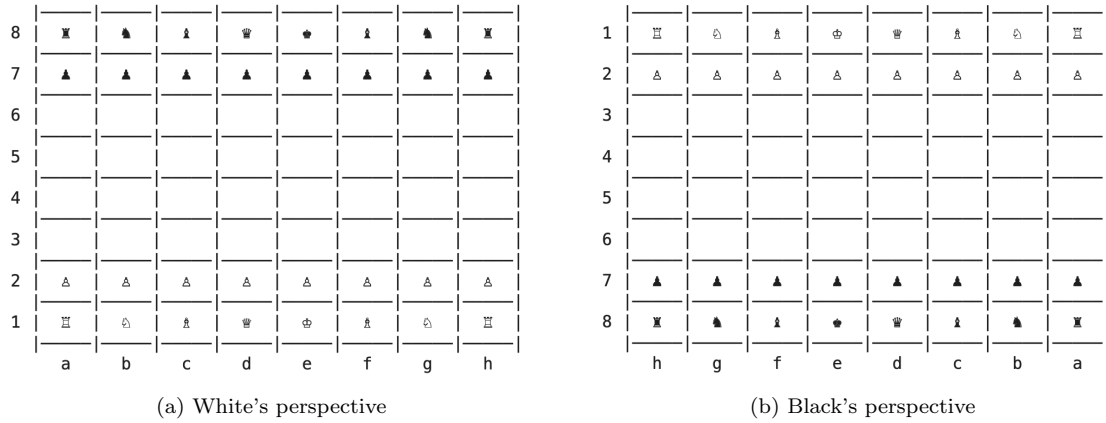 8 ♜ ♞ ♝ ♛ ♚ ♝ ♞ ♜
7 ♟ ♟ ♟ ♟ ♟ ♟ ♟ ♟
6
5
4
3
2 ♙ ♙ ♙ ♙ ♙ ♙ ♙ ♙
1 ♖ ♘ ♗ ♕ ♔ ♗ ♘ ♖
a b c d e f g h
(a) White's perspective
1 ♖ ♘ ♗ ♔ ♕ ♗ ♘ ♖
2 ♙ ♙ ♙ ♙ ♙ ♙ ♙ ♙
3
4
5
6
7 ♟ ♟ ♟ ♟ ♟ ♟ ♟ ♟
8 ♜ ♞ ♝ ♚ ♛ ♝ ♞ ♜
h g f e d c b a
(b) Black's perspective